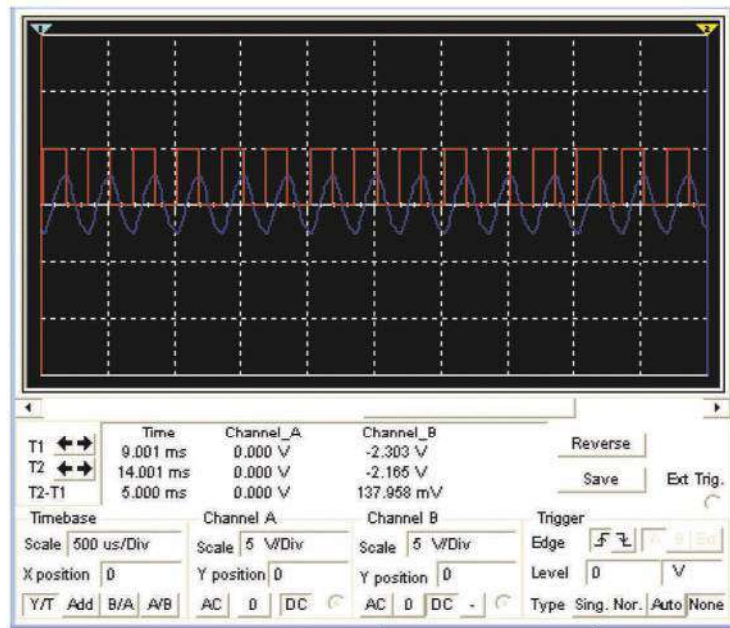 1 2
Time Channel_A Channel_B
T1 9.001 ms 0.000 V -2.303 V
T2 14.001 ms 0.000 V -2.165 V
T2-T1 5.000 ms 0.000 V 137.958 mV
Reverse
Save Ext Trig.
Timebase Channel A Channel B Trigger
Scale 500 us/Div Scale 5 V/Div Scale 5 V/Div Edge A B Ext
X position 0 Y position 0 Y position 0 Level 0 V
Y/T Add B/A A/B AC 0 DC AC 0 DC - Type Sing. Nor. Auto None